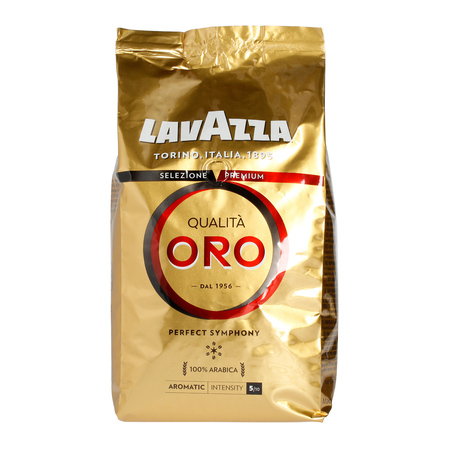 LAVAZZA
TORINO, ITALIA, 1895
SELEZIONE PREMIUM
QUALITÀ
ORO
DAL 1956
PERFECT SYMPHONY
100% ARABICA
AROMATIC INTENSITY 5/10